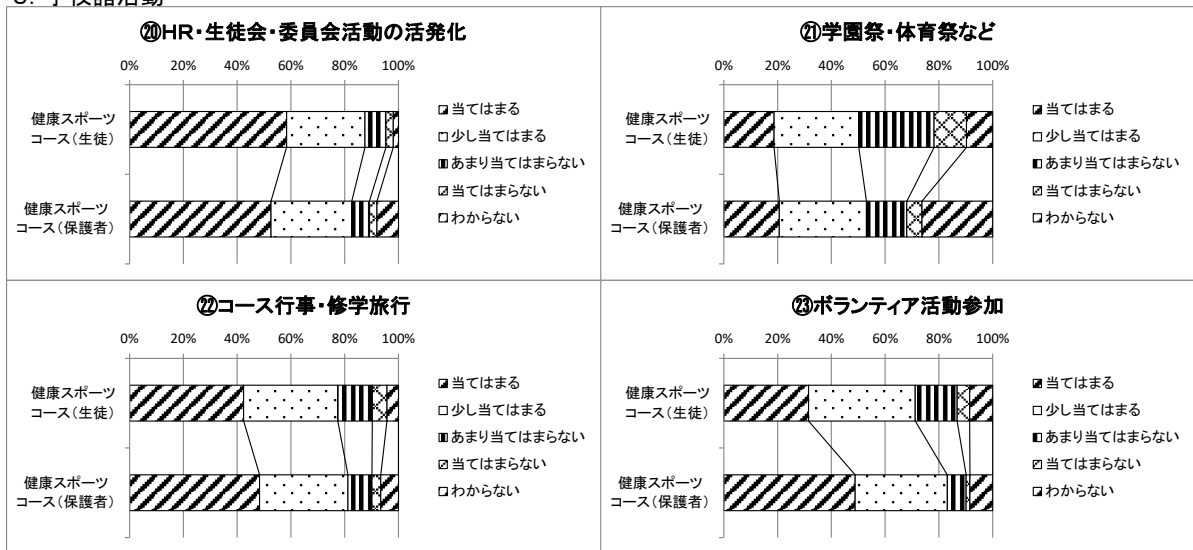 ⑳HR・生徒会・委員会活動の活発化
0% 20% 40% 60% 80% 100%
健康スポーツ
コース(生徒)
健康スポーツ
コース(保護者)
当てはまる
少し当てはまる
あまり当てはまらない
当てはまらない
わからない
㉑学園祭・体育祭など
0% 20% 40% 60% 80% 100%
健康スポーツ
コース(生徒)
健康スポーツ
コース(保護者)
当てはまる
少し当てはまる
あまり当てはまらない
当てはまらない
わからない
㉒コース行事・修学旅行
0% 20% 40% 60% 80% 100%
健康スポーツ
コース(生徒)
健康スポーツ
コース(保護者)
当てはまる
少し当てはまる
あまり当てはまらない
当てはまらない
わからない
㉓ボランティア活動参加
0% 20% 40% 60% 80% 100%
健康スポーツ
コース(生徒)
健康スポーツ
コース(保護者)
当てはまる
少し当てはまる
あまり当てはまらない
当てはまらない
わからない